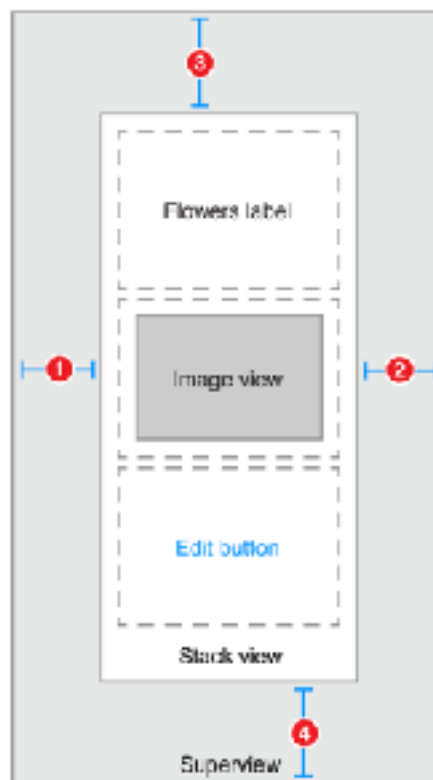 3
Flowers label
1
Image view
2
Edit button
Stack view
4
Superview